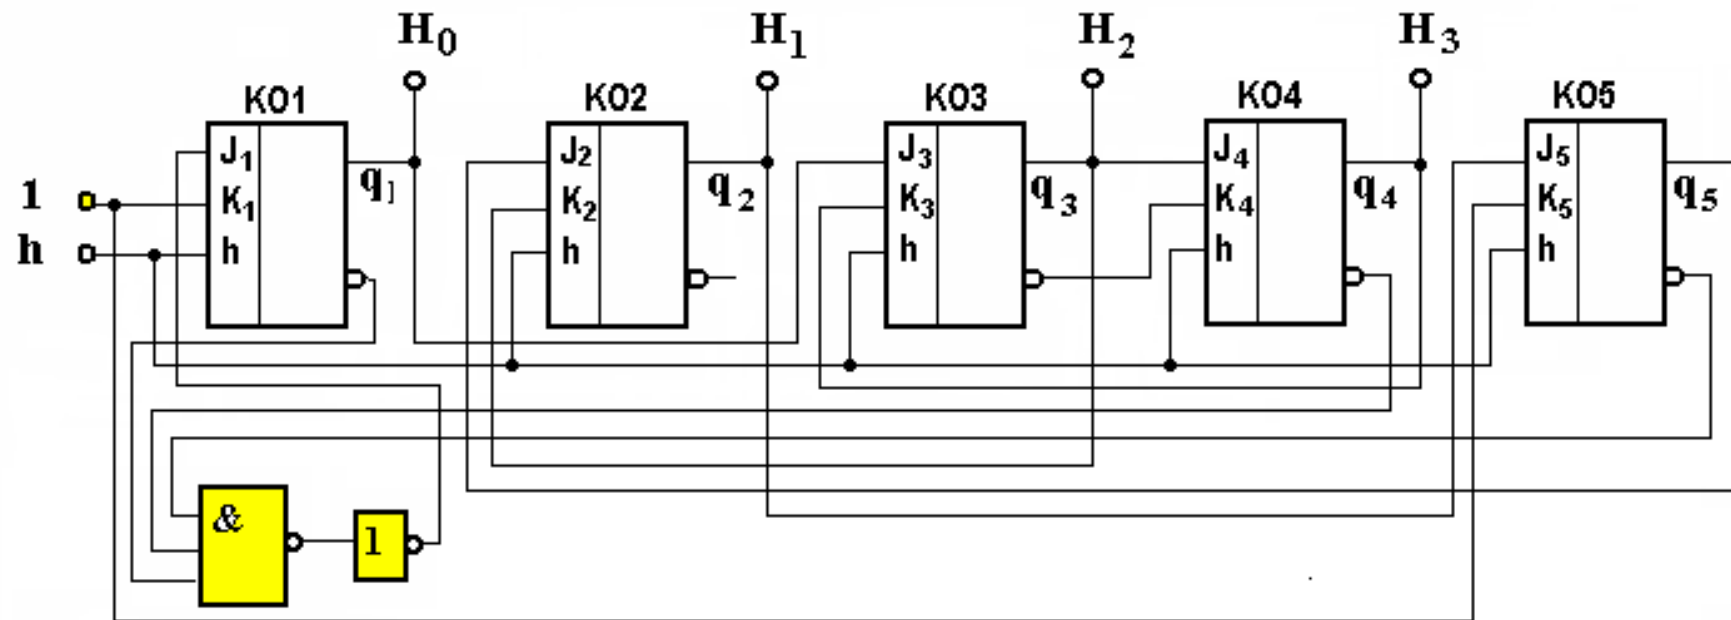 H₀ H₁ H₂ H₃
KO1 KO2 KO3 KO4 KO5
J₁ J₂ J₃ J₄ J₅
q₁ q₂ q₃ q₄ q₅
1 K₁ K₂ K₃ K₄ K₅
h h h h h h
&
1